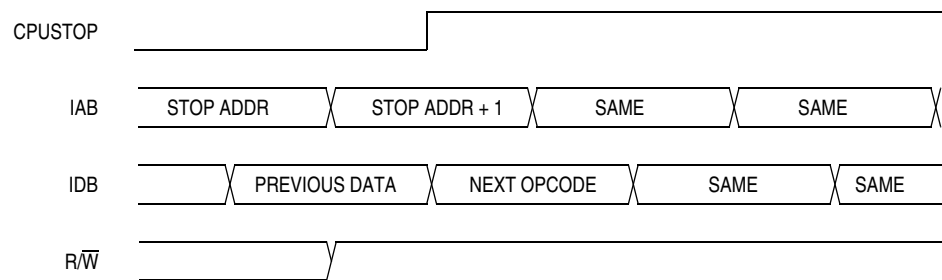 CPUSTOP
IAB STOP ADDR STOP ADDR + 1 SAME SAME
IDB PREVIOUS DATA NEXT OPCODE SAME SAME
R/W̅